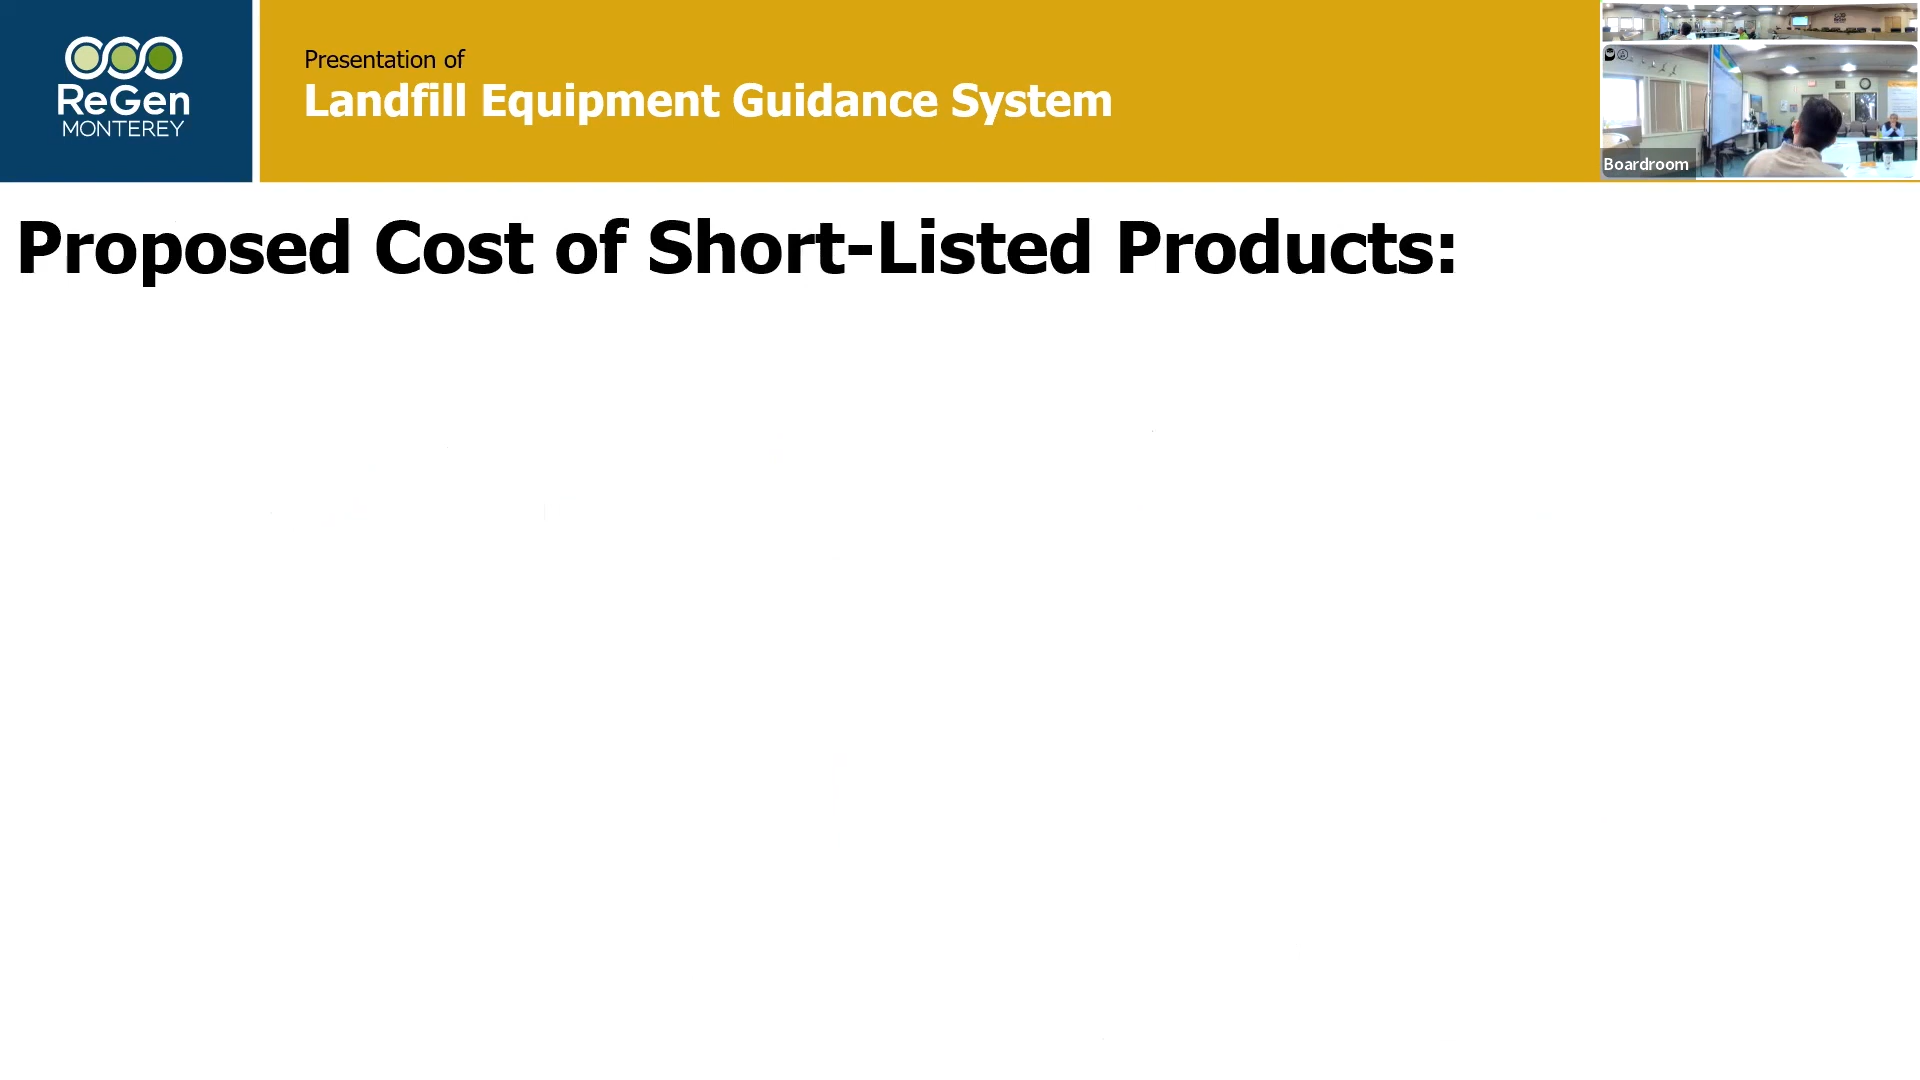 ReGen
MONTEREY
Presentation of
Landfill Equipment Guidance System
Boardroom
Proposed Cost of Short-Listed Products: